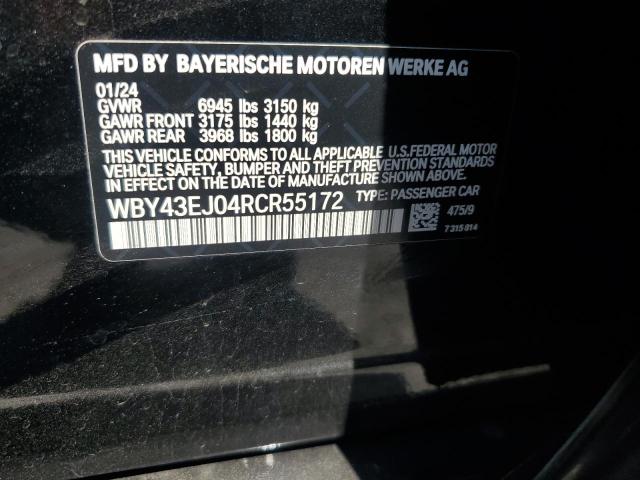 MFD BY BAYERISCHE MOTOREN WERKE AG
01/24
GVWR 6945 lbs 3150 kg
GAWR FRONT 3175 lbs 1440 kg
GAWR REAR 3968 lbs 1800 kg
THIS VEHICLE CONFORMS TO ALL APPLICABLE U.S.FEDERAL MOTOR
VEHICLE SAFETY, BUMPER AND THEFT PREVENTION STANDARDS
IN EFFECT ON THE DATE OF MANUFACTURE SHOWN ABOVE.
WBY43EJ04RCR55172 TYPE: PASSENGER CAR
475/9
7 315 814